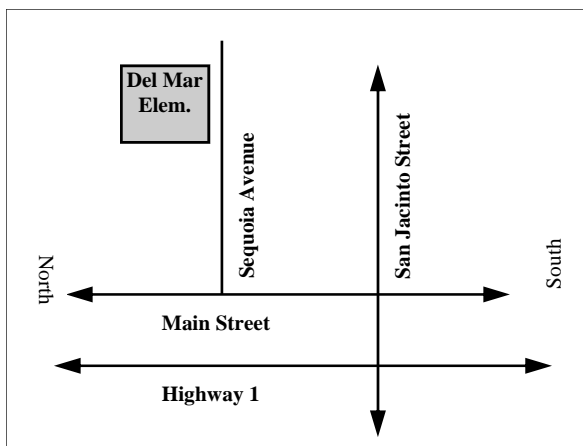 Del Mar
Elem.
Sequoia Avenue
San Jacinto Street
North
South
Main Street
Highway 1